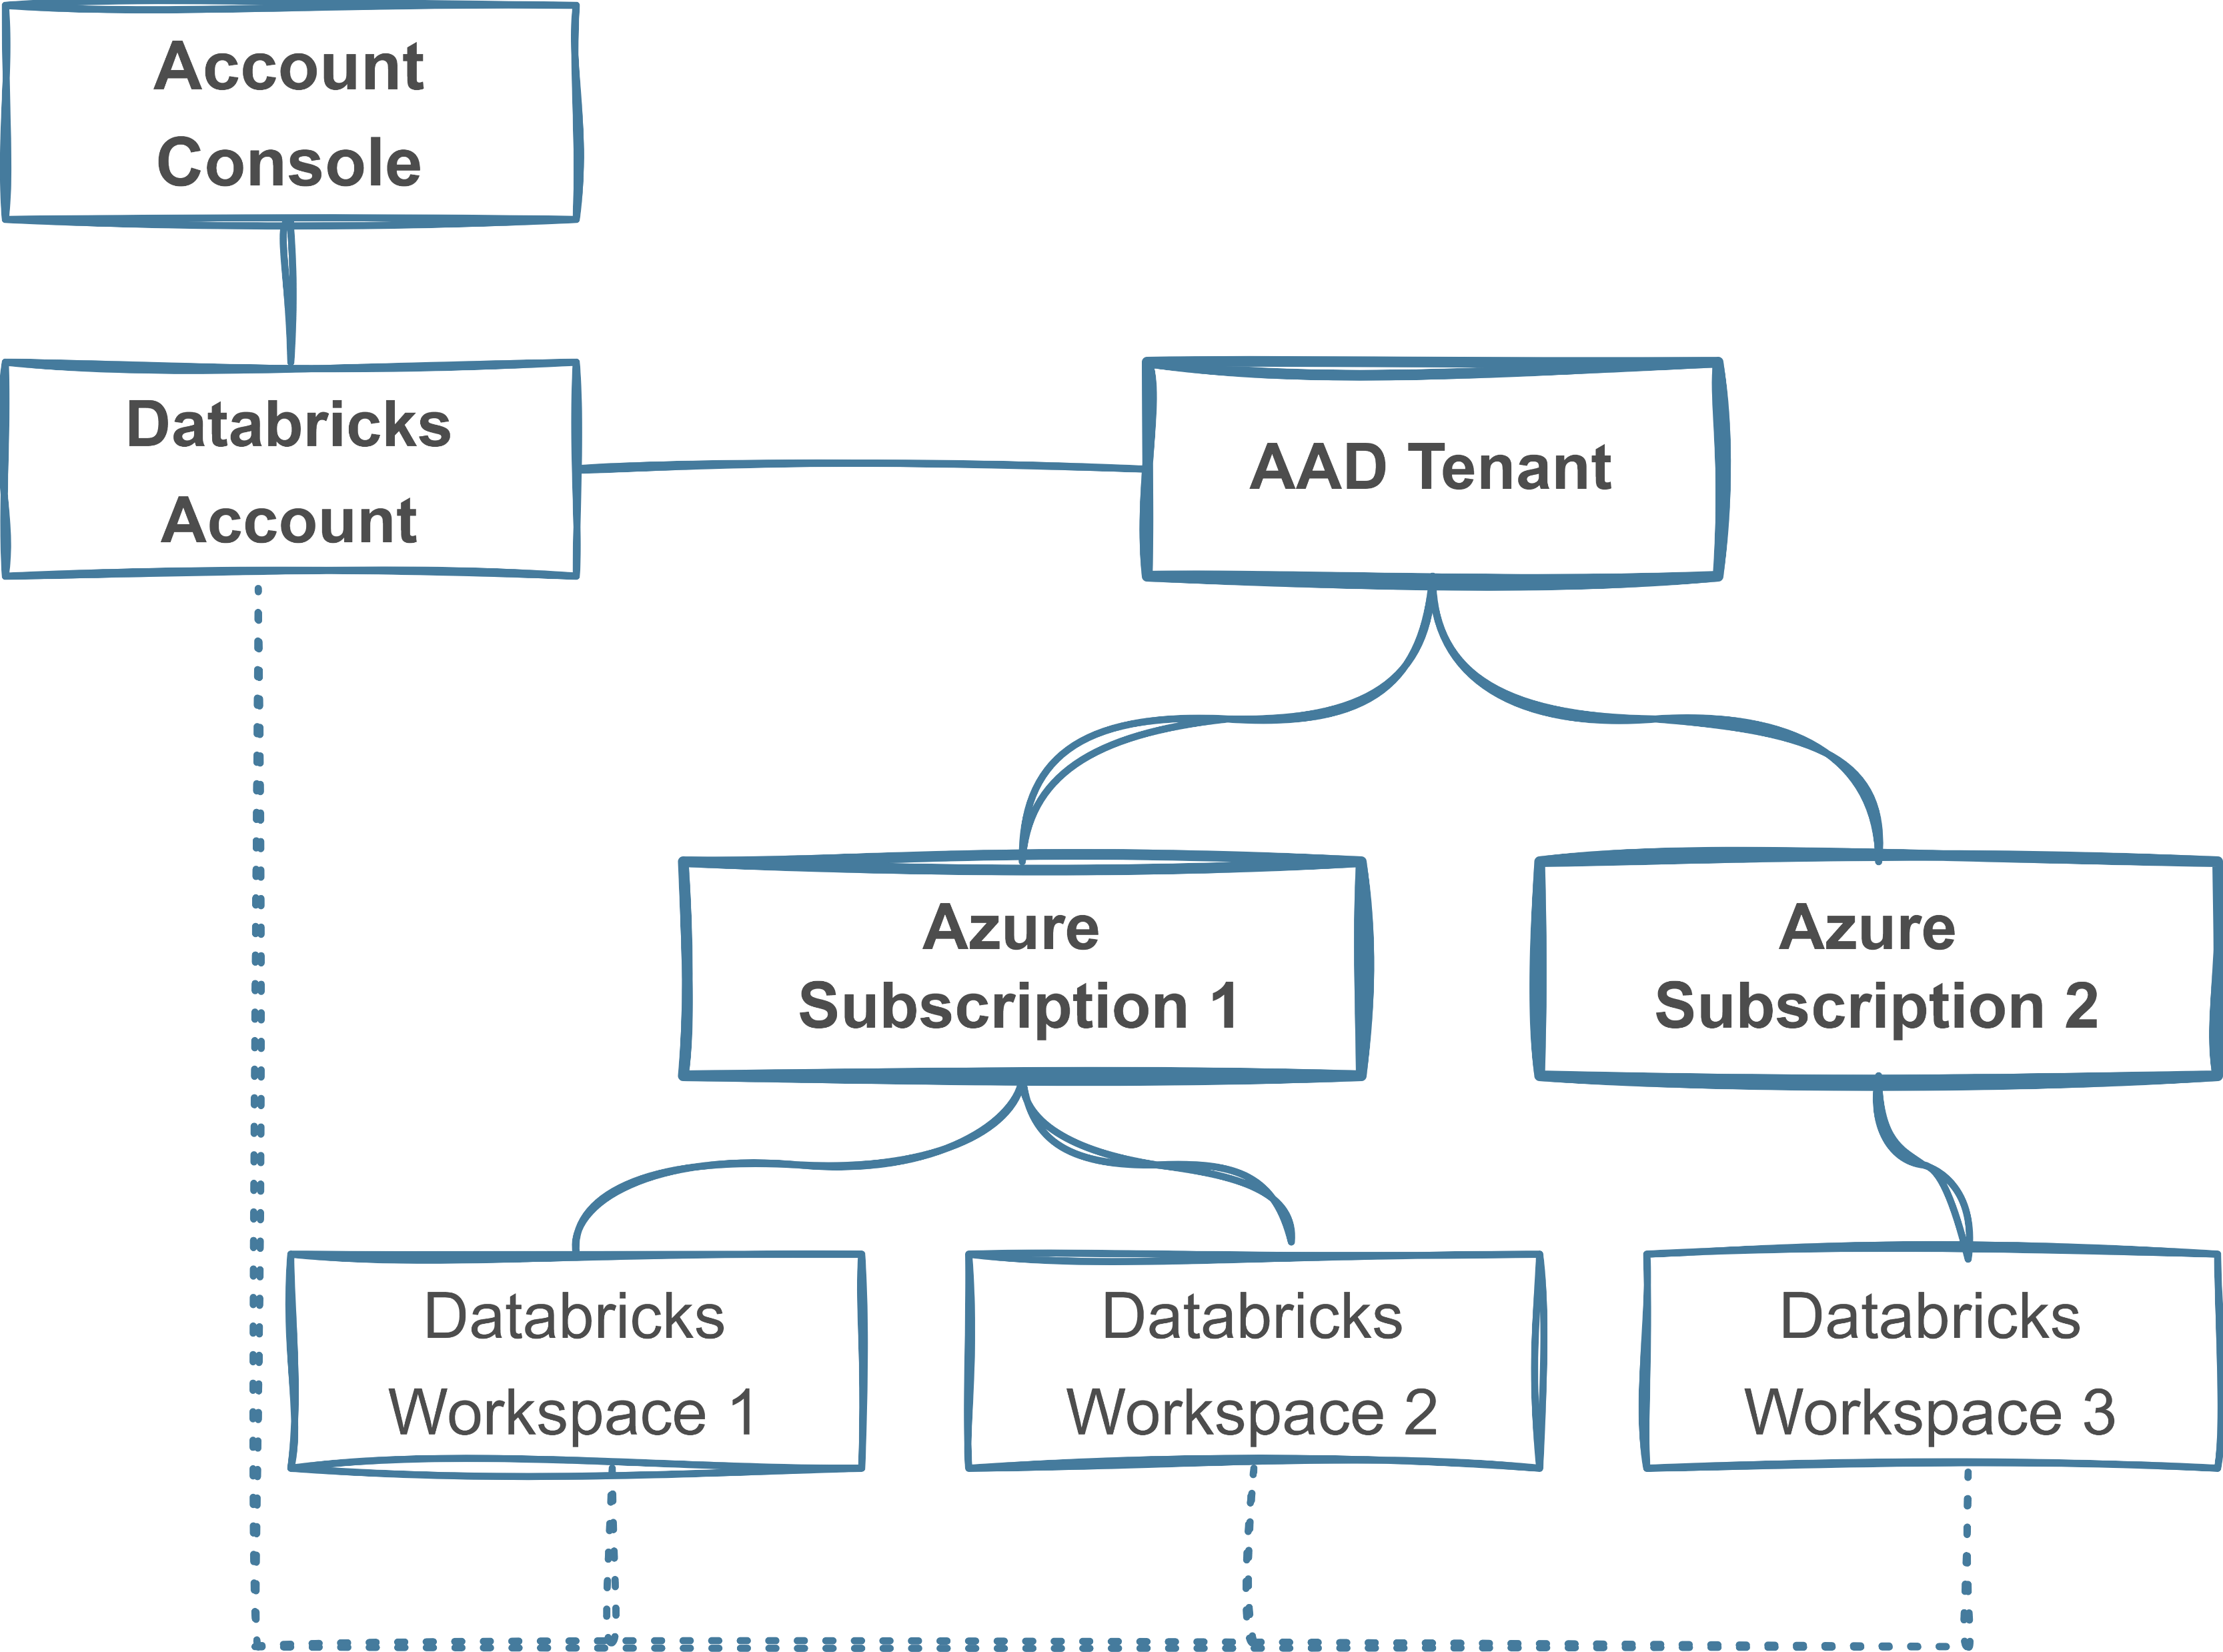 Account
Console
Databricks
Account
AAD Tenant
Azure
Subscription 1
Azure
Subscription 2
Databricks
Workspace 1
Databricks
Workspace 2
Databricks
Workspace 3